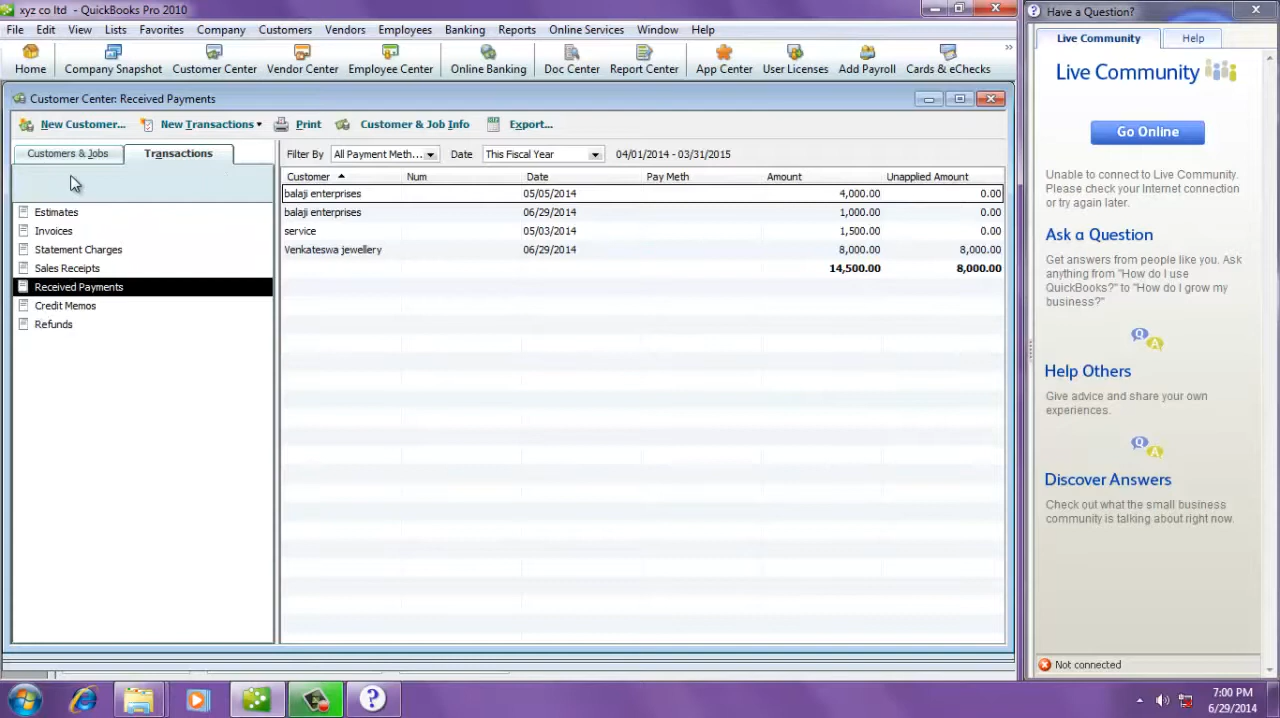 xyz co ltd - QuickBooks Pro 2010
File Edit View Lists Favorites Company Customers Vendors Employees Banking Reports Online Services Window Help
Home Company Snapshot Customer Center Vendor Center Employee Center Online Banking Doc Center Report Center App Center User Licenses Add Payroll Cards & eChecks »
Customer Center: Received Payments
New Customer... New Transactions Print Customer & Job Info Export...
Customers & Jobs Transactions
Estimates
Invoices
Statement Charges
Sales Receipts
Received Payments
Credit Memos
Refunds
Filter By All Payment Meth... Date This Fiscal Year 04/01/2014 - 03/31/2015
Customer Num Date Pay Meth Amount Unapplied Amount
balaji enterprises 05/05/2014 4,000.00 0.00
balaji enterprises 06/29/2014 1,000.00 0.00
service 05/03/2014 1,500.00 0.00
Venkateswa jewellery 06/29/2014 8,000.00 8,000.00
14,500.00 8,000.00
Have a Question?
Live Community Help
Live Community
Go Online
Unable to connect to Live Community.
Please check your Internet connection
or try again later.
Ask a Question
Get answers from people like you. Ask
anything from "How do I use
QuickBooks?" to "How do I grow my
business?"
Q A
Help Others
Give advice and share your own
experiences.
Q A
Discover Answers
Check out what the small business
community is talking about right now.
Not connected
7:00 PM
6/29/2014